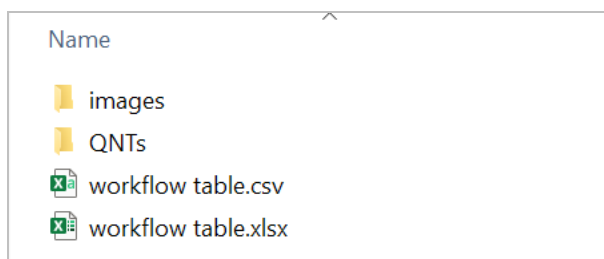 Name
images
QNTs
workflow table.csv
workflow table.xlsx